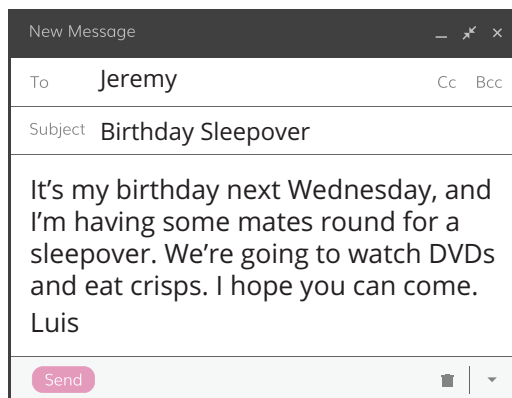 New Message
To Jeremy Cc Bcc
Subject Birthday Sleepover
It’s my birthday next Wednesday, and
I’m having some mates round for a
sleepover. We’re going to watch DVDs
and eat crisps. I hope you can come.
Luis
Send